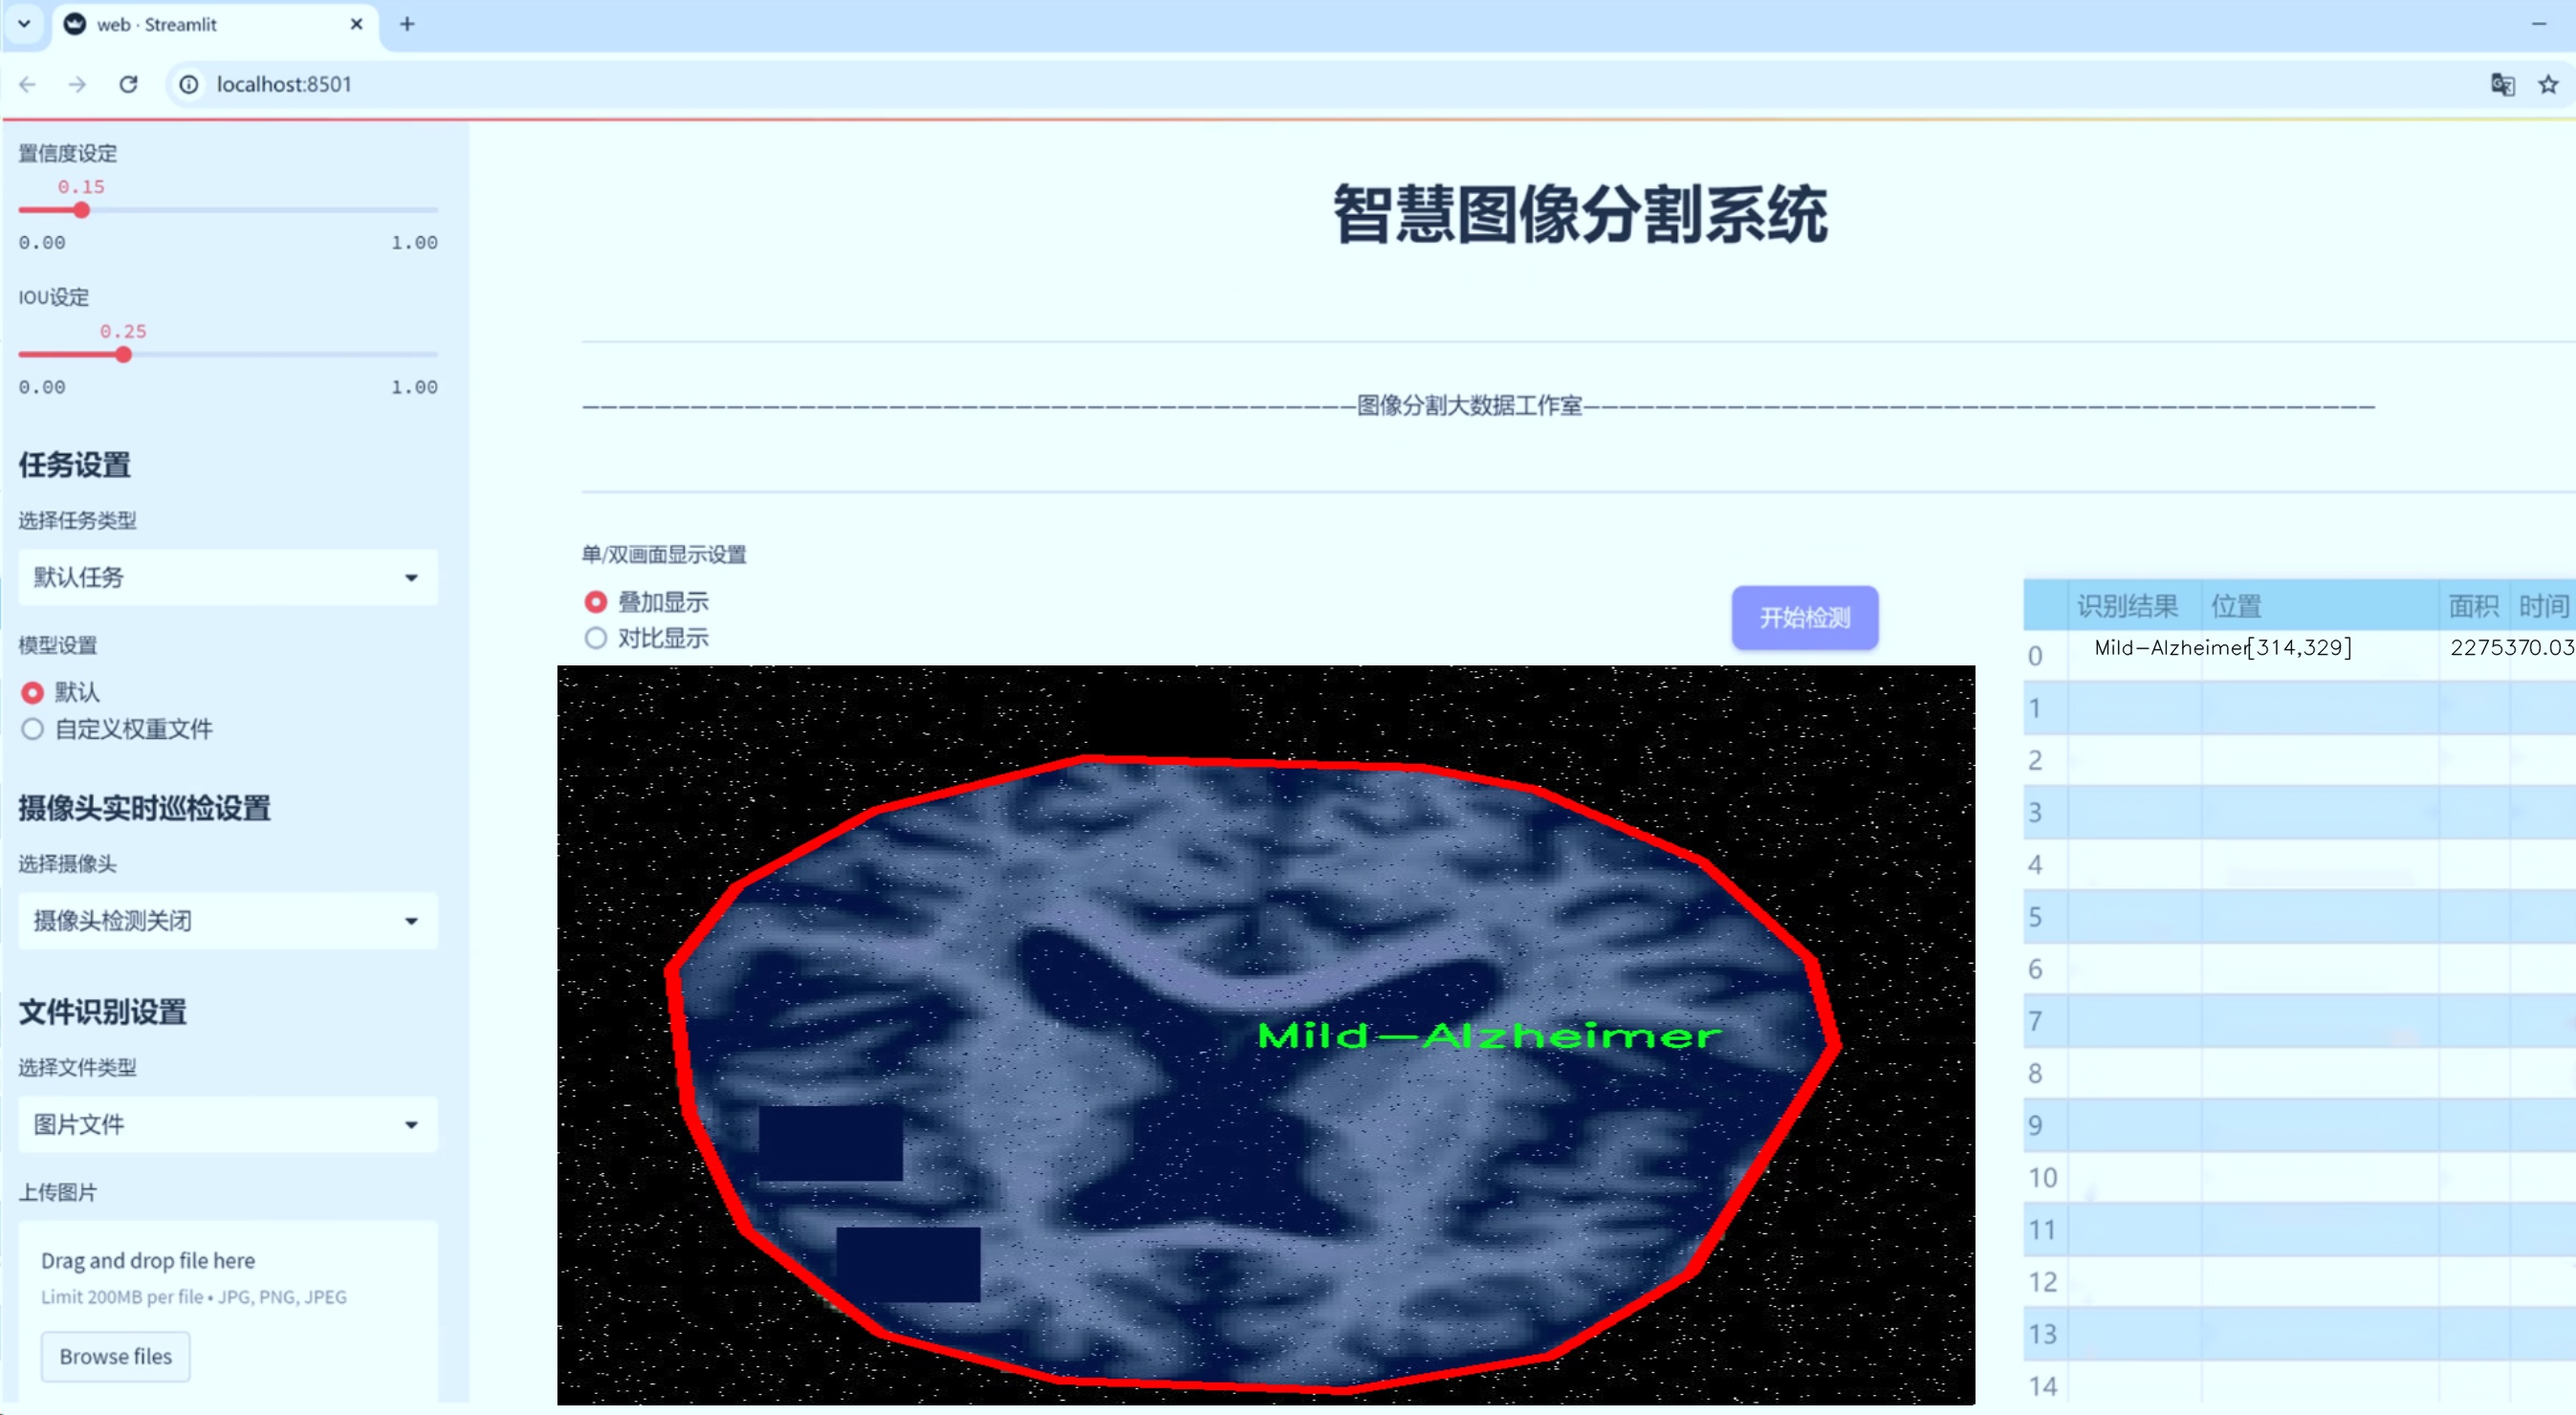 web · Streamlit
localhost:8501
置信度设定
0.15
0.00 1.00
IOU设定
0.25
0.00 1.00
任务设置
选择任务类型
默认任务
模型设置
默认
自定义权重文件
摄像头实时巡检设置
选择摄像头
摄像头检测关闭
文件识别设置
选择文件类型
图片文件
上传图片
Drag and drop file here
Limit 200MB per file • JPG, PNG, JPEG
Browse files
智慧图像分割系统
图像分割大数据工作室
单/双画面显示设置
叠加显示
对比显示
开始检测
Mild-Alzheimer
识别结果 位置 面积 时间
0 Mild-Alzheimer[314,329] 2275370.03
1
2
3
4
5
6
7
8
9
10
11
12
13
14